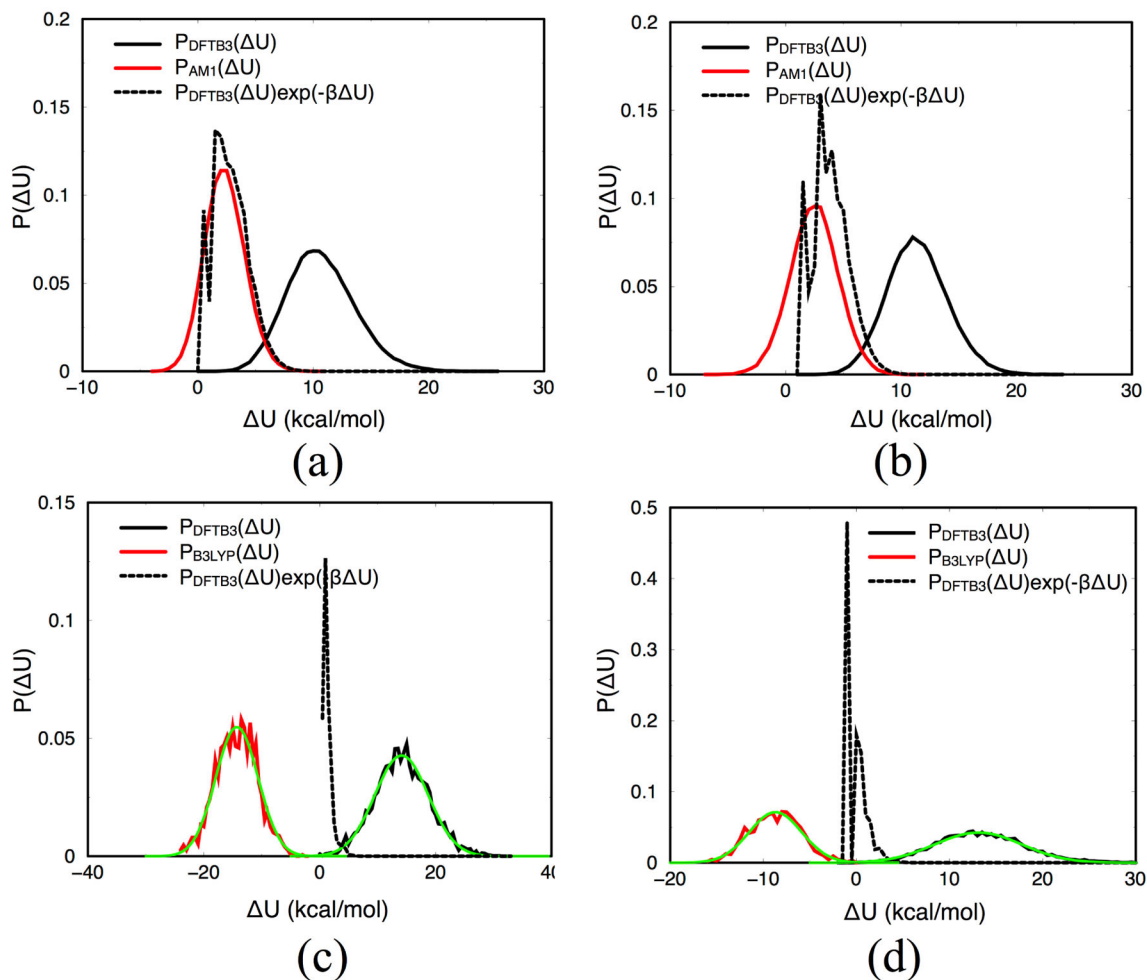 0.2
P_DFTB3(ΔU)
P_AM1(ΔU)
P_DFTB3(ΔU)exp(-βΔU)
0.15
P(ΔU)
0.1
0.05
0
−10
0
10
20
30
ΔU (kcal/mol)
(a)
0.2
P_DFTB3(ΔU)
P_AM1(ΔU)
P_DFTB3(ΔU)exp(-βΔU)
0.15
P(ΔU)
0.1
0.05
0
−10
0
10
20
30
ΔU (kcal/mol)
(b)
0.15
P_DFTB3(ΔU)
P_B3LYP(ΔU)
P_DFTB3(ΔU)exp(-βΔU)
0.1
P(ΔU)
0.05
0
−40
−20
0
20
40
ΔU (kcal/mol)
(c)
0.5
P_DFTB3(ΔU)
P_B3LYP(ΔU)
P_DFTB3(ΔU)exp(-βΔU)
0.4
0.3
P(ΔU)
0.2
0.1
0
−20
−10
0
10
20
30
ΔU (kcal/mol)
(d)